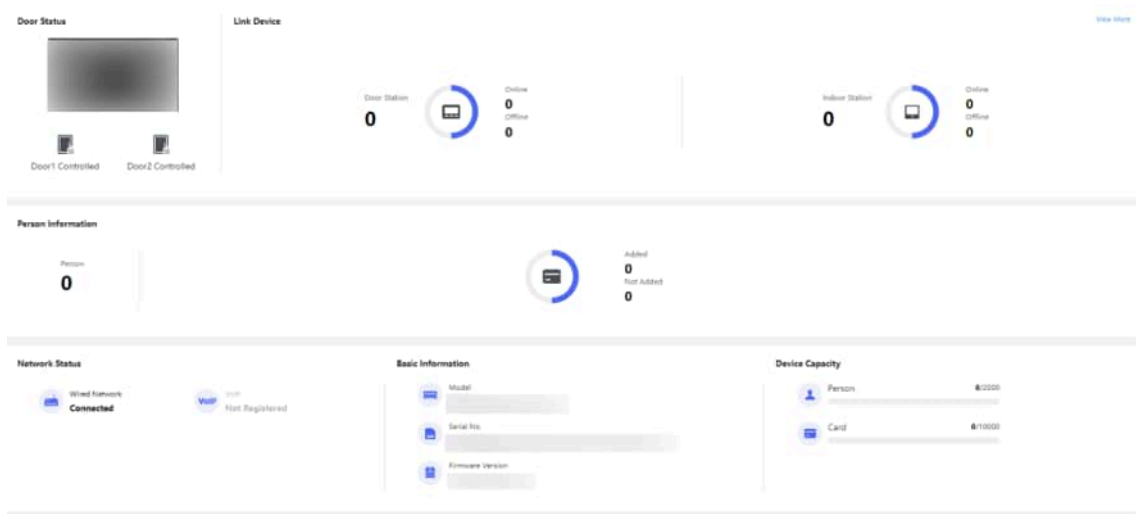 Door Status
Link Device
View More
Door Station
0
Online
0
Offline
0
Indoor Station
0
Online
0
Offline
0
Door1 Controlled
Door2 Controlled
Person Information
Person
0
Added
0
Not Added
0
Network Status
Wired Network
Connected
VoIP
VoIP
Not Registered
Basic Information
Model
Serial No.
Firmware Version
Device Capacity
Person
0/2000
Card
0/10000